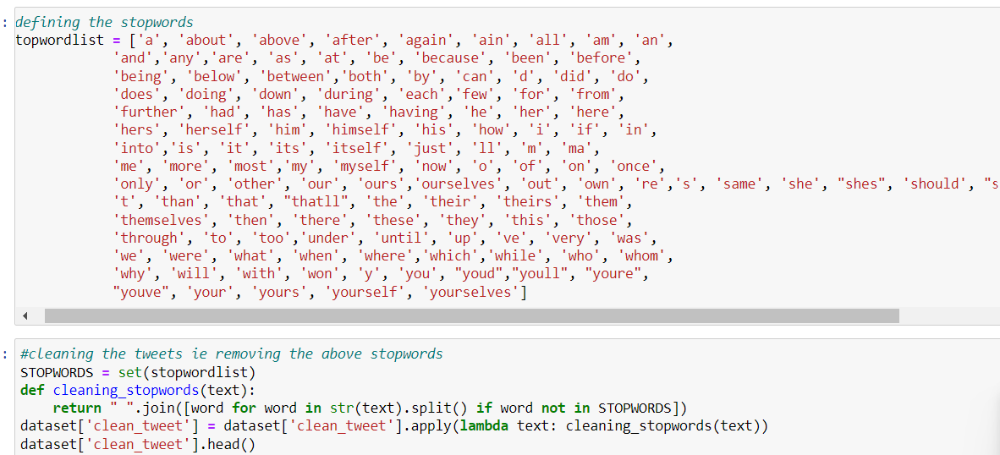 : defining the stopwords
topwordlist = ['a', 'about', 'above', 'after', 'again', 'ain', 'all', 'am', 'an',
'and','any','are', 'as', 'at', 'be', 'because', 'been', 'before',
'being', 'below', 'between','both', 'by', 'can', 'd', 'did', 'do',
'does', 'doing', 'down', 'during', 'each','few', 'for', 'from',
'further', 'had', 'has', 'have', 'having', 'he', 'her', 'here',
'hers', 'herself', 'him', 'himself', 'his', 'how', 'i', 'if', 'in',
'into','is', 'it', 'its', 'itself', 'just', 'll', 'm', 'ma',
'me', 'more', 'most','my', 'myself', 'now', 'o', 'of', 'on', 'once',
'only', 'or', 'other', 'our', 'ours','ourselves', 'out', 'own', 're','s', 'same', 'she', "shes", 'should', "s
't', 'than', 'that', "thatll", 'the', 'their', 'theirs', 'them',
'themselves', 'then', 'there', 'these', 'they', 'this', 'those',
'through', 'to', 'too','under', 'until', 'up', 've', 'very', 'was',
'we', 'were', 'what', 'when', 'where','which','while', 'who', 'whom',
'why', 'will', 'with', 'won', 'y', 'you', "youd","youll", "youre",
"youve", 'your', 'yours', 'yourself', 'yourselves']
: #cleaning the tweets ie removing the above stopwords
STOPWORDS = set(stopwordlist)
def cleaning_stopwords(text):
return " ".join([word for word in str(text).split() if word not in STOPWORDS])
dataset['clean_tweet'] = dataset['clean_tweet'].apply(lambda text: cleaning_stopwords(text))
dataset['clean_tweet'].head()